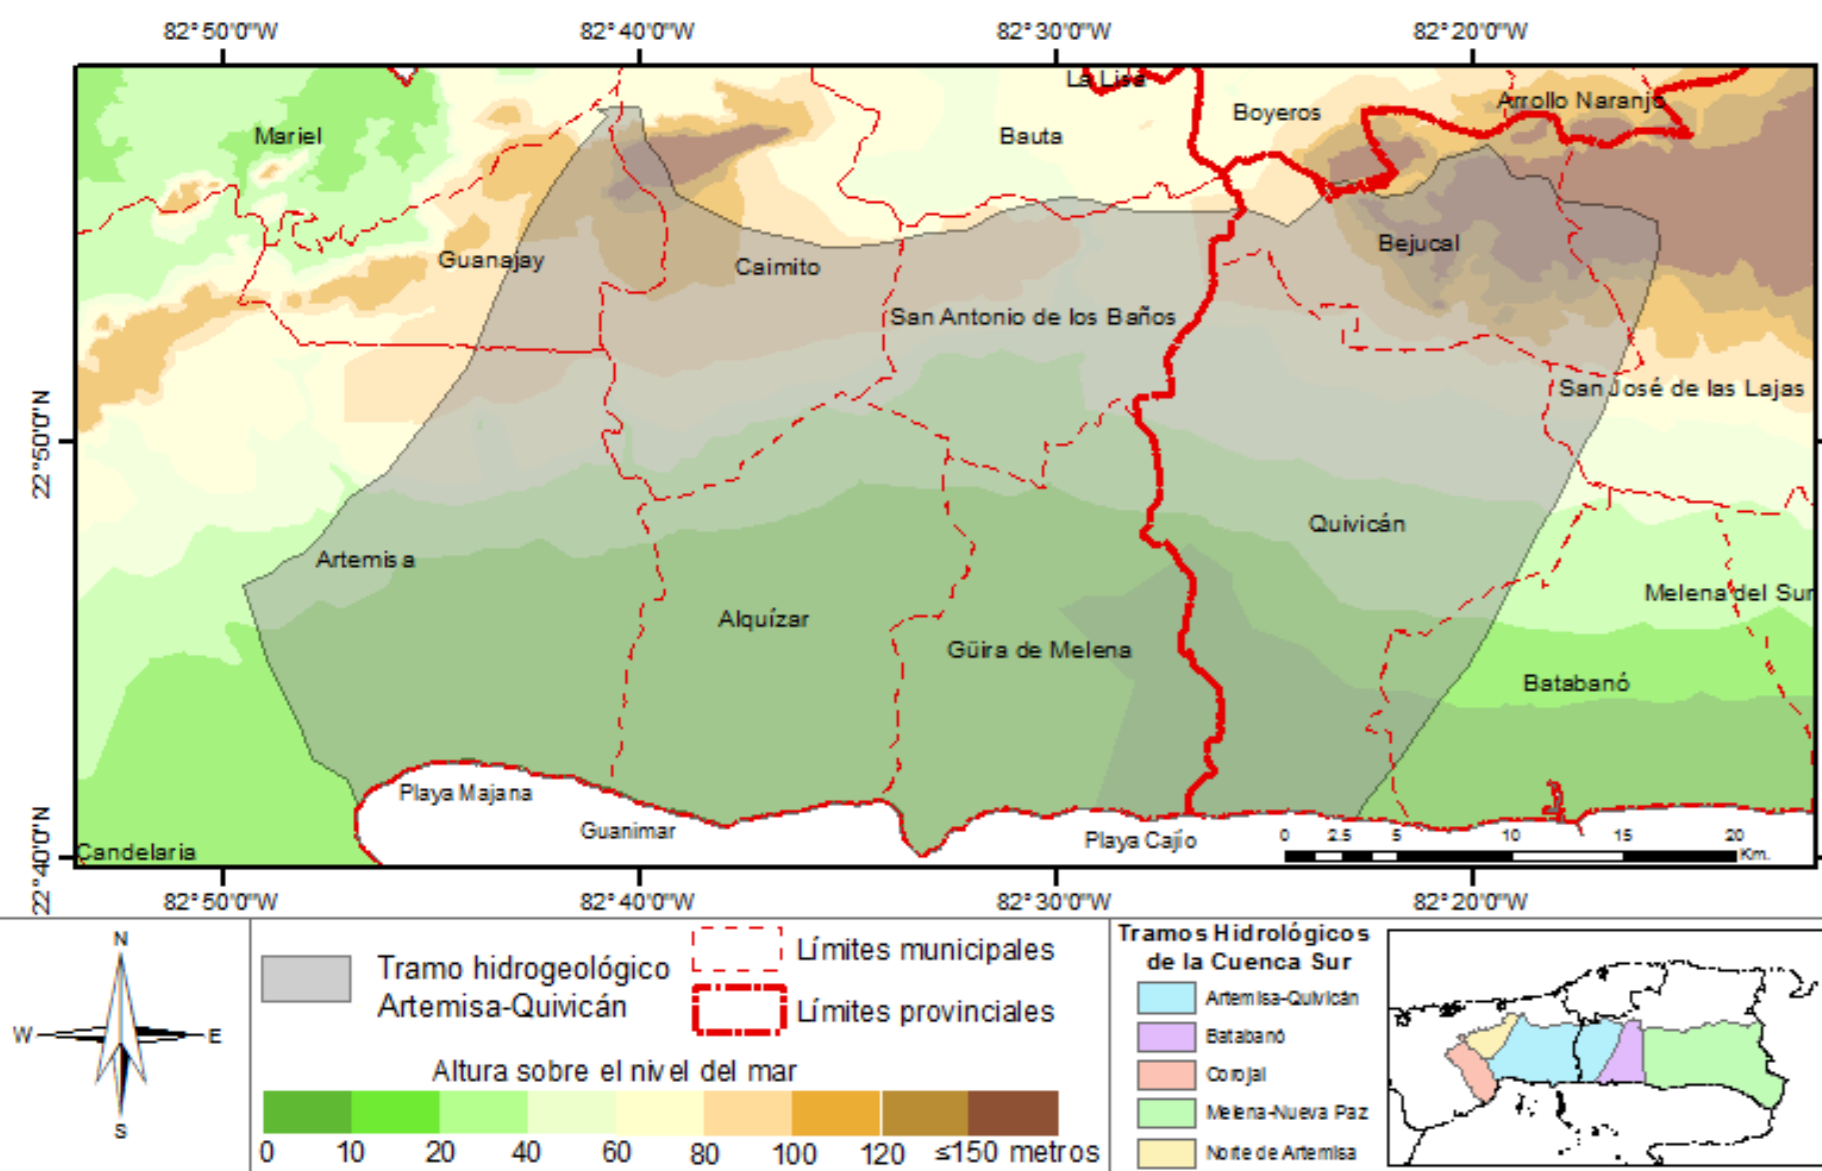 82°50'0"W 82°40'0"W 82°30'0"W 82°20'0"W
La Lisa
Arrollo Naranjo
Boyeros
Mariel
Bauta
Bejucal
Guanajay
Caimito
San Antonio de los Baños
San José de las Lajas
22°50'0"N
Quivicán
Artemisa
Melena del Sur
Alquízar
Güira de Melena
Batabanó
Playa Majana
Guanimar
Playa Cajío
0 2.5 5 10 15 20
Km.
Candelaria
22°40'0"N
82°50'0"W 82°40'0"W 82°30'0"W 82°20'0"W
N
W E
S
Tramo hidrogeológico
Artemisa-Quivicán
Límites municipales
Límites provinciales
Altura sobre el nivel del mar
0 10 20 40 60 80 100 120 ≤150 metros
Tramos Hidrológicos
de la Cuenca Sur
Artemisa-Quivicán
Batabanó
Corojal
Melena-Nueva Paz
Norte de Artemisa